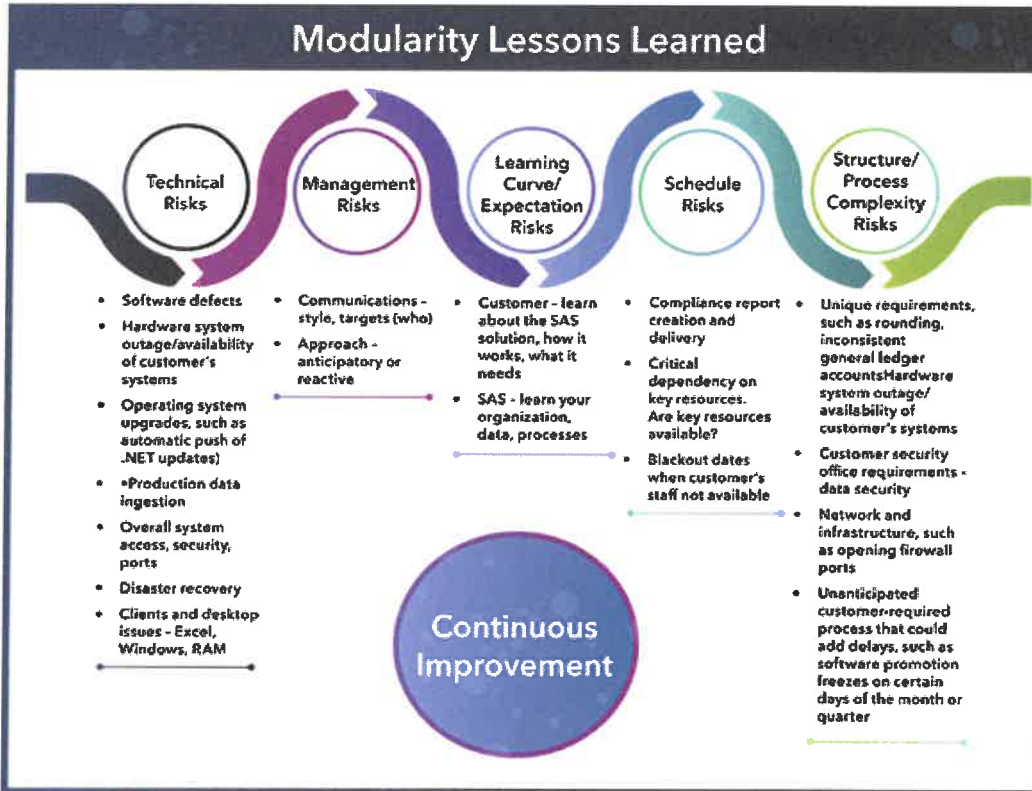 Modularity Lessons Learned
Technical
Risks
Management
Risks
Learning
Curve/
Expectation
Risks
Schedule
Risks
Structure/
Process
Complexity
Risks
• Software defects
• Hardware system
outage/availability
of customer's
systems
• Operating system
upgrades, such as
automatic push of
.NET updates)
• •Production data
ingestion
• Overall system
access, security,
ports
• Disaster recovery
• Clients and desktop
issues - Excel,
Windows, RAM
• Communications -
style, targets (who)
• Approach -
anticipatory or
reactive
• Customer - learn
about the SAS
solution, how it
works, what it
needs
• SAS - learn your
organization,
data, processes
• Compliance report
creation and
delivery
• Critical
dependency on
key resources.
Are key resources
available?
• Blackout dates
when customer's
staff not available
• Unique requirements,
such as rounding,
inconsistent
general ledger
accountsHardware
system outage/
availability of
customer's systems
• Customer security
office requirements -
data security
• Network and
infrastructure, such
as opening firewall
ports
• Unanticipated
customer-required
process that could
add delays, such as
software promotion
freezes on certain
days of the month or
quarter
Continuous
Improvement